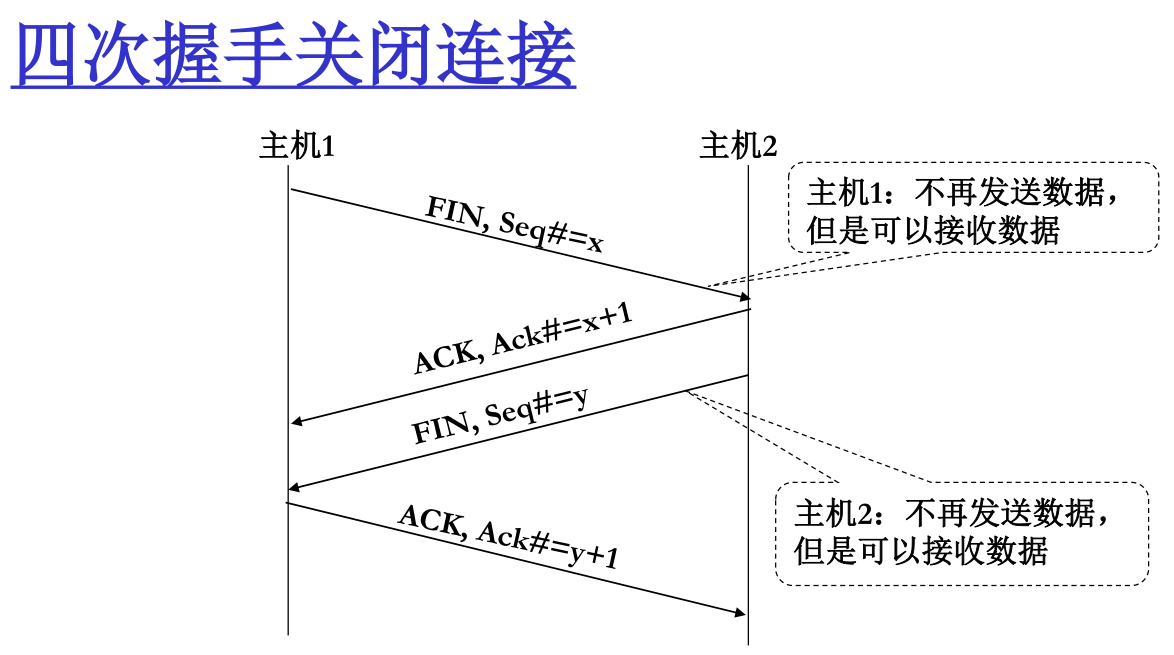 四次握手关闭连接
主机1
主机2
主机1：不再发送数据，
但是可以接收数据
FIN, Seq#=x
ACK, Ack#=x+1
FIN, Seq#=y
ACK, Ack#=y+1
主机2：不再发送数据，
但是可以接收数据